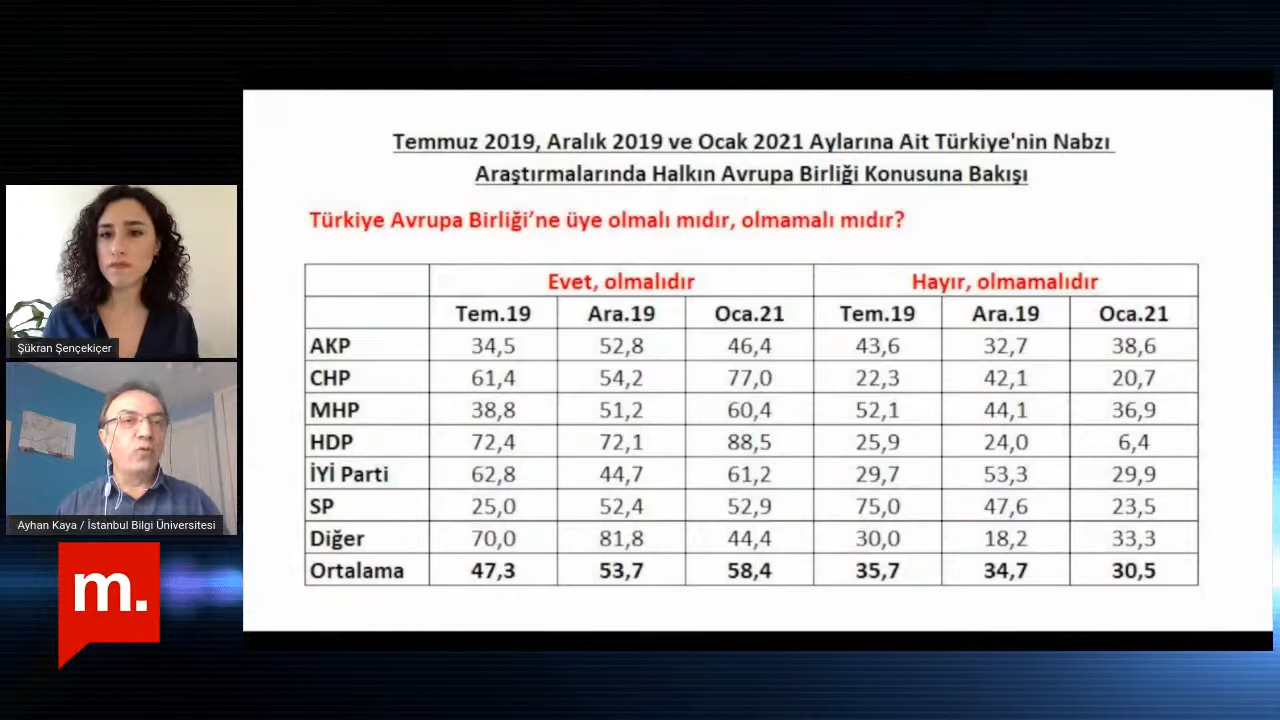 Temmuz 2019, Aralık 2019 ve Ocak 2021 Aylarına Ait Türkiye'nin Nabzı
Araştırmalarında Halkın Avrupa Birliği Konusuna Bakışı
Türkiye Avrupa Birliği’ne üye olmalı mıdır, olmamalı mıdır?
Evet, olmalıdır Hayır, olmamalıdır
Tem.19 Ara.19 Oca.21 Tem.19 Ara.19 Oca.21
AKP 34,5 52,8 46,4 43,6 32,7 38,6
CHP 61,4 54,2 77,0 22,3 42,1 20,7
MHP 38,8 51,2 60,4 52,1 44,1 36,9
HDP 72,4 72,1 88,5 25,9 24,0 6,4
İYİ Parti 62,8 44,7 61,2 29,7 53,3 29,9
SP 25,0 52,4 52,9 75,0 47,6 23,5
Diğer 70,0 81,8 44,4 30,0 18,2 33,3
Ortalama 47,3 53,7 58,4 35,7 34,7 30,5
Şükran Şençekiçer
Ayhan Kaya / İstanbul Bilgi Üniversitesi
m.